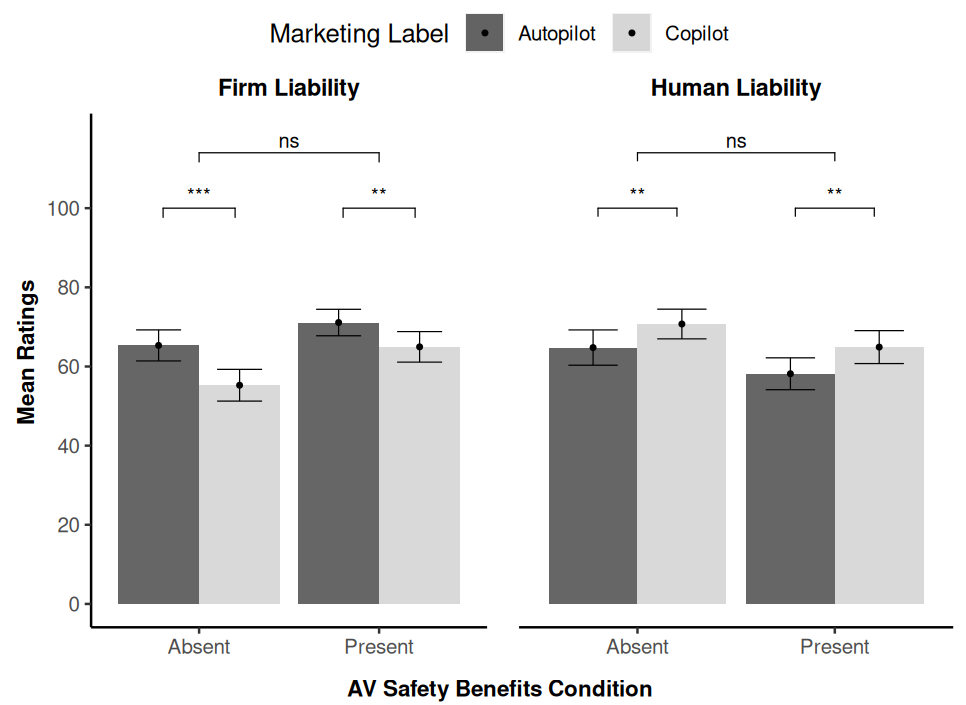 Marketing Label Autopilot Copilot
Firm Liability Human Liability
ns ns
*** ** ** **
100
80
60
40
20
0
Mean Ratings
Absent Present Absent Present
AV Safety Benefits Condition